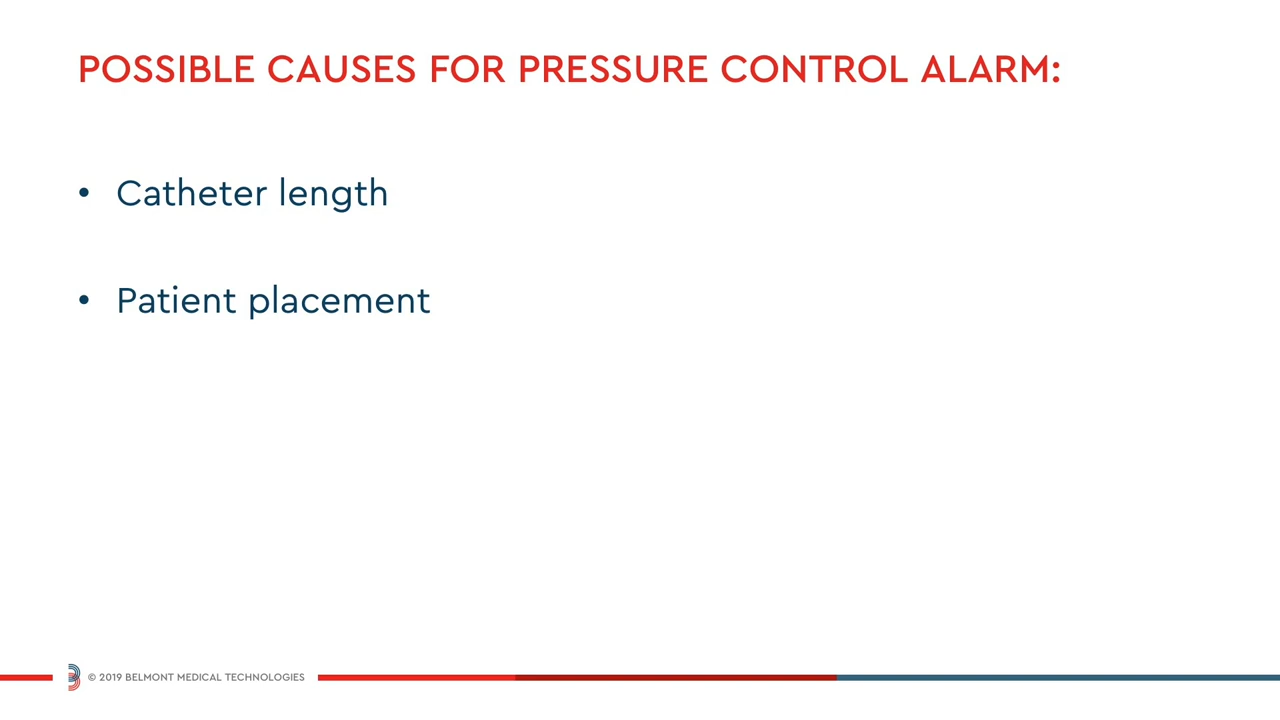 POSSIBLE CAUSES FOR PRESSURE CONTROL ALARM:
• Catheter length
• Patient placement
© 2019 BELMONT MEDICAL TECHNOLOGIES